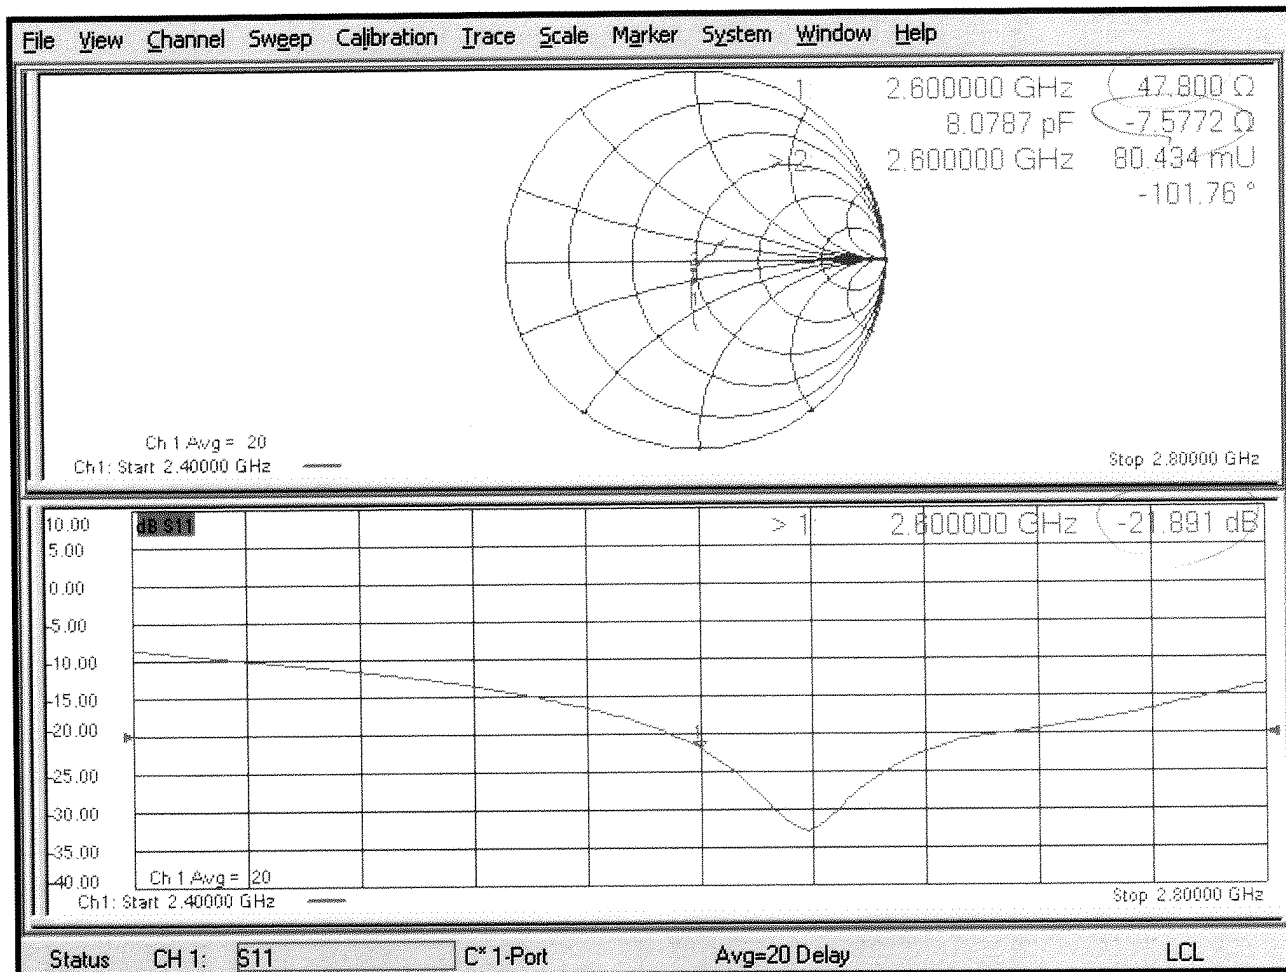 File View Channel Sweep Calibration Trace Scale Marker System Window Help
1: 2.600000 GHz 47.800 Ω
8.0787 pF -7.5772 Ω
> 2: 2.600000 GHz 80.434 mU
-101.76 °
Ch 1 Avg = 20
Ch1: Start 2.40000 GHz Stop 2.80000 GHz
10.00 dB S11 > 1: 2.600000 GHz -21.891 dB
5.00
0.00
-5.00
-10.00
-15.00
-20.00
1
-25.00
-30.00
-35.00
-40.00 Ch 1 Avg = 20
Ch1: Start 2.40000 GHz Stop 2.80000 GHz
Status CH 1: S11 C* 1-Port Avg=20 Delay LCL